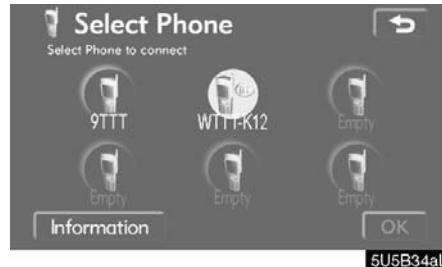 Select Phone
Select Phone to connect
9TTT WTTT-K12 Empty
Empty Empty Empty
Information OK
5U5B34al